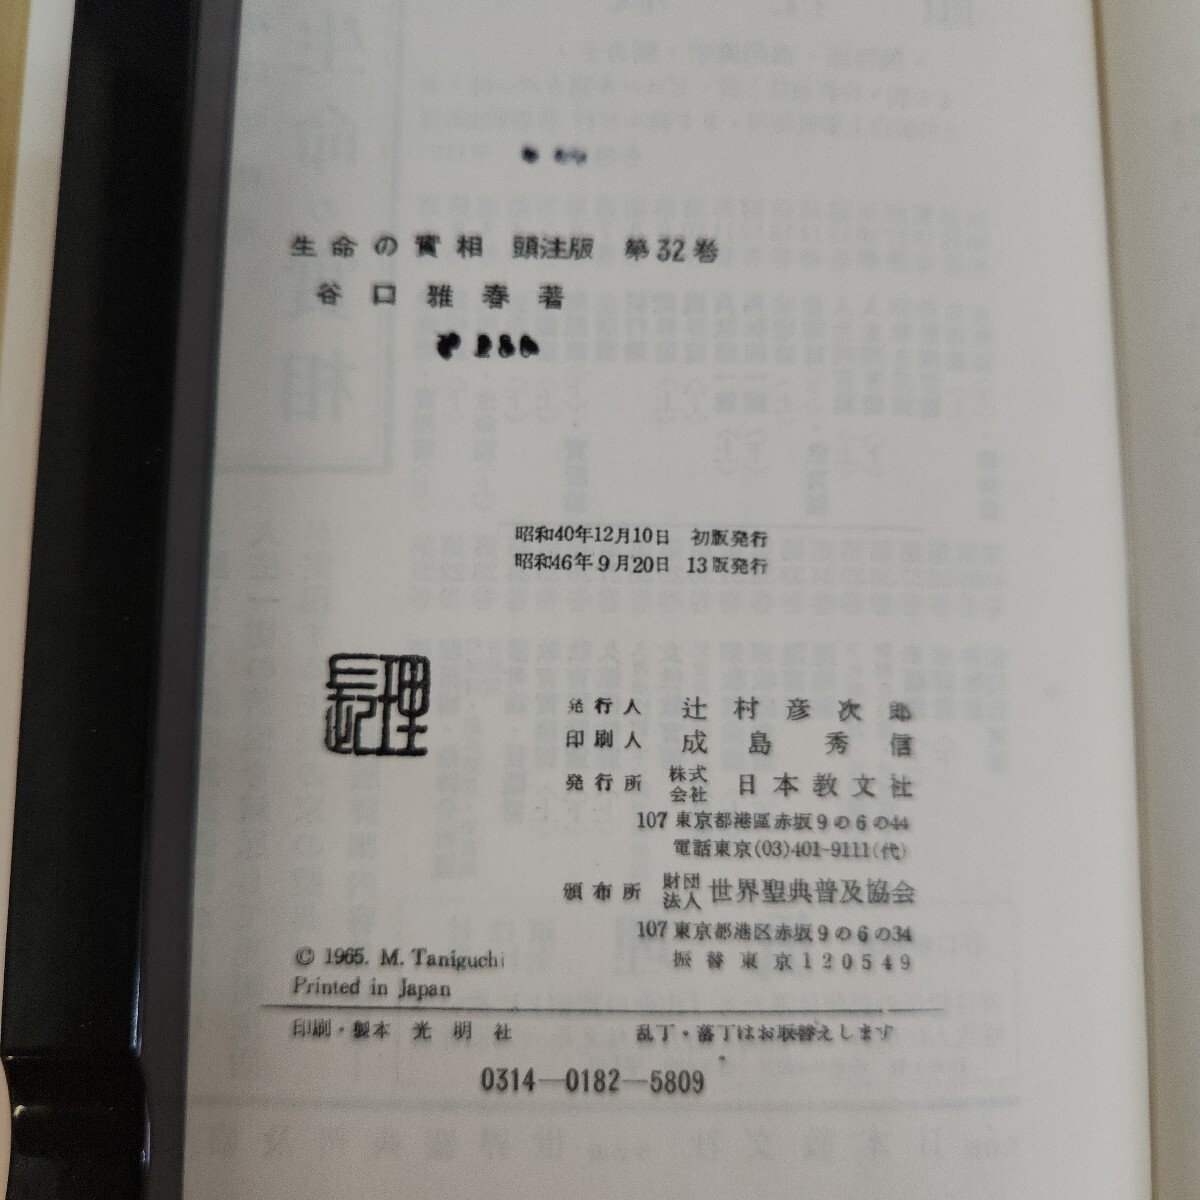 生命の實相 頭注版 第32巻
谷口雅春著
昭和40年12月10日 初版発行
昭和46年9月20日 13版発行
発行人 辻村彦次郎
印刷人 成島秀信
発行所 株式会社 日本教文社
107 東京都港區赤坂9の6の44
電話東京(03)401-9111(代)
頒布所 財団法人 世界聖典普及協会
107 東京都港区赤坂9の6の34
振替東京120549
© 1965. M. Taniguchi
Printed in Japan
印刷・製本 光明社 乱丁・落丁はお取替えします
0314—0182—5809